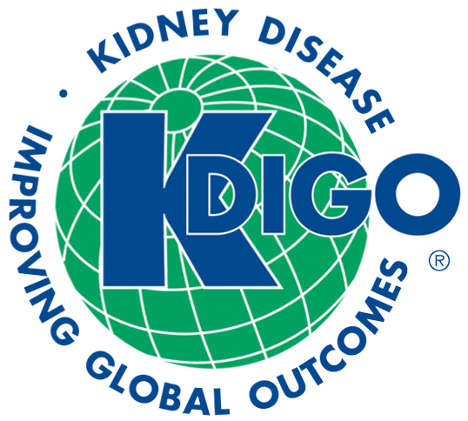 KIDNEY DISEASE
IMPROVING GLOBAL OUTCOMES
KDIGO
®